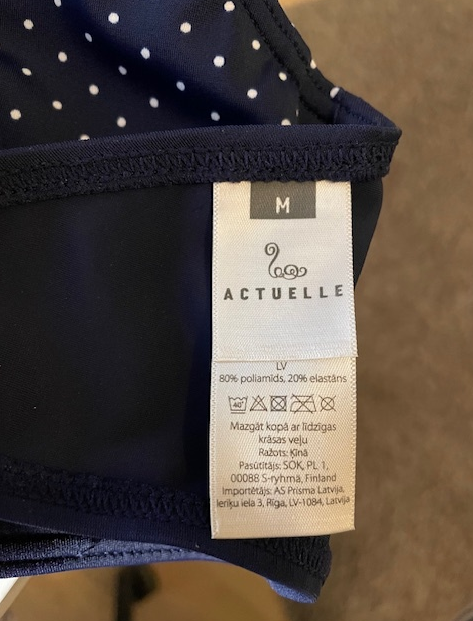 M
ACTUELLE
LV
80% poliamīds, 20% elastāns
40°
Mazgāt kopā ar līdzīgas
krāsas veļu
Ražots: Ķīnā
Pasūtītājs: SOK, PL 1,
00088 S-ryhmä, Finland
Importētājs: AS Prisma Latvija,
Ieriķu iela 3, Rīga, LV-1084, Latvija